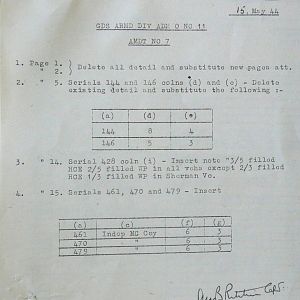 15, May 44
GDS ARMD DIV ADM O NO 11
AMDT NO 7
1. Page 1. } Delete all detail and substitute new pages att.
" 2. }
2. " 5. Serials 144 and 146 colns (d) and (e) - Delete
existing detail and substitute the following :-
(a) (d) (e)
144 8 4
146 5 3
3. " 14. Serial 428 coln (i) - Insert note "3/5 filled
HGE 2/5 filled WP in all vehs except 2/3 filled
HGE 1/3 filled WP in Sherman Vs.
4. " 15. Serials 461, 470 and 479 - Insert
(a) (c) (f) (g)
461 Indep MG Coy 6 3
470 " 6 3
479 " 6 3
Capt.